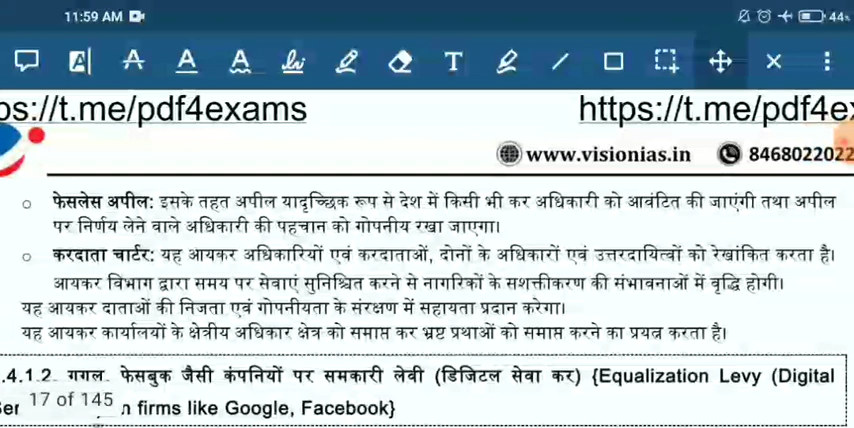 11:59 AM
44%
T
ps://t.me/pdf4exams https://t.me/pdf4e
www.visionias.in 8468022022
○ फेसलेस अपील: इसके तहत अपील यादृच्छिक रूप से देश में किसी भी कर अधिकारी को आवंटित की जाएंगी तथा अपील
पर निर्णय लेने वाले अधिकारी की पहचान को गोपनीय रखा जाएगा।
○ करदाता चार्टर: यह आयकर अधिकारियों एवं करदाताओं, दोनों के अधिकारों एवं उत्तरदायित्वों को रेखांकित करता है।
आयकर विभाग द्वारा समय पर सेवाएं सुनिश्चित करने से नागरिकों के सशक्तीकरण की संभावनाओं में वृद्धि होगी।
यह आयकर दाताओं की निजता एवं गोपनीयता के संरक्षण में सहायता प्रदान करेगा।
यह आयकर कार्यालयों के क्षेत्रीय अधिकार क्षेत्र को समाप्त कर भ्रष्ट प्रथाओं को समाप्त करने का प्रयत्न करता है।
.4.1.2. गूगल, फेसबुक जैसी कंपनियों पर समकारी लेवी (डिजिटल सेवा कर) {Equalization Levy (Digital
17 of 145 n firms like Google, Facebook}